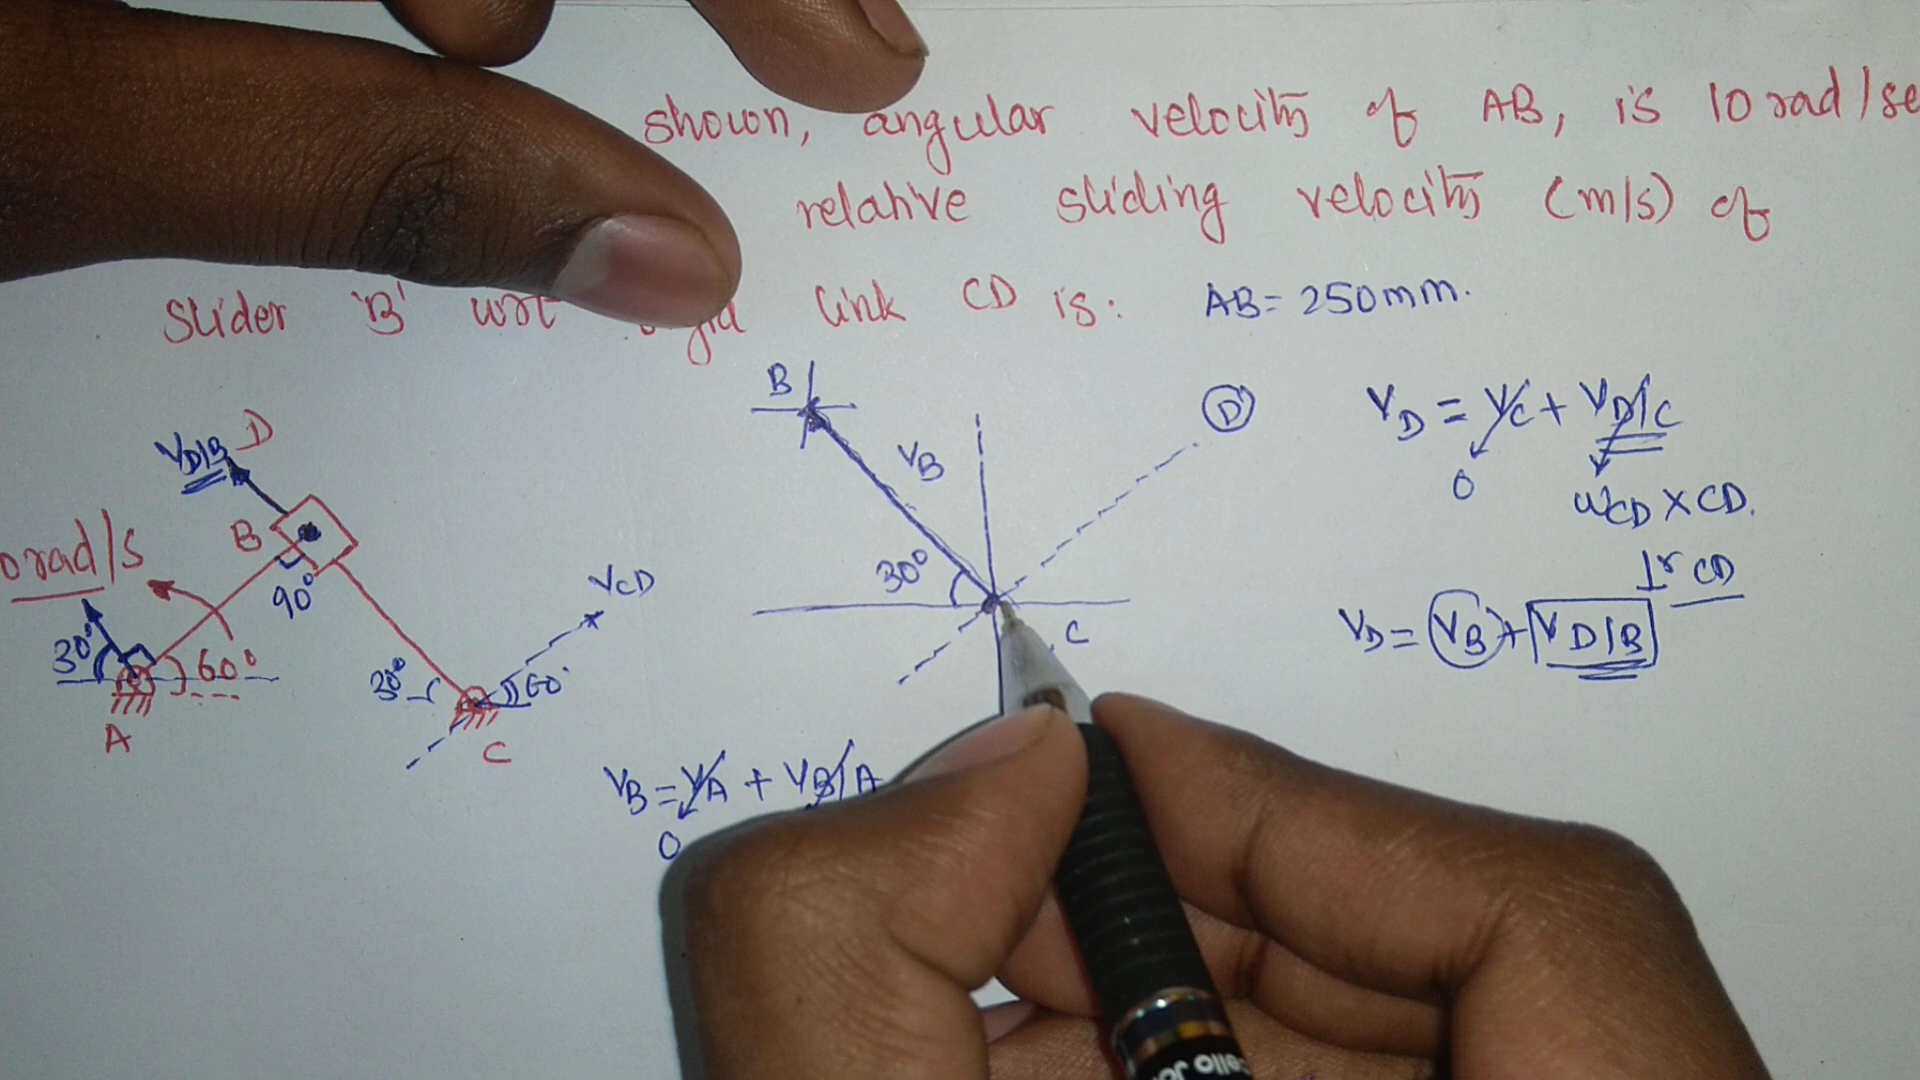 shown, angular velocity of AB, is 10 rad/se
relative sliding velocity (m/s) of
slider 'B' wrt link CD is: AB = 250mm.
B
VB
30°
C
D
VD = VC + VD/C
0
ωCD X CD.
⊥r CD
VD = VB + VD/B
VD/B
D
B
0 rad/s
90°
30°
60°
A
VCD
30°
60°
C
VB = VA + VB/A
0